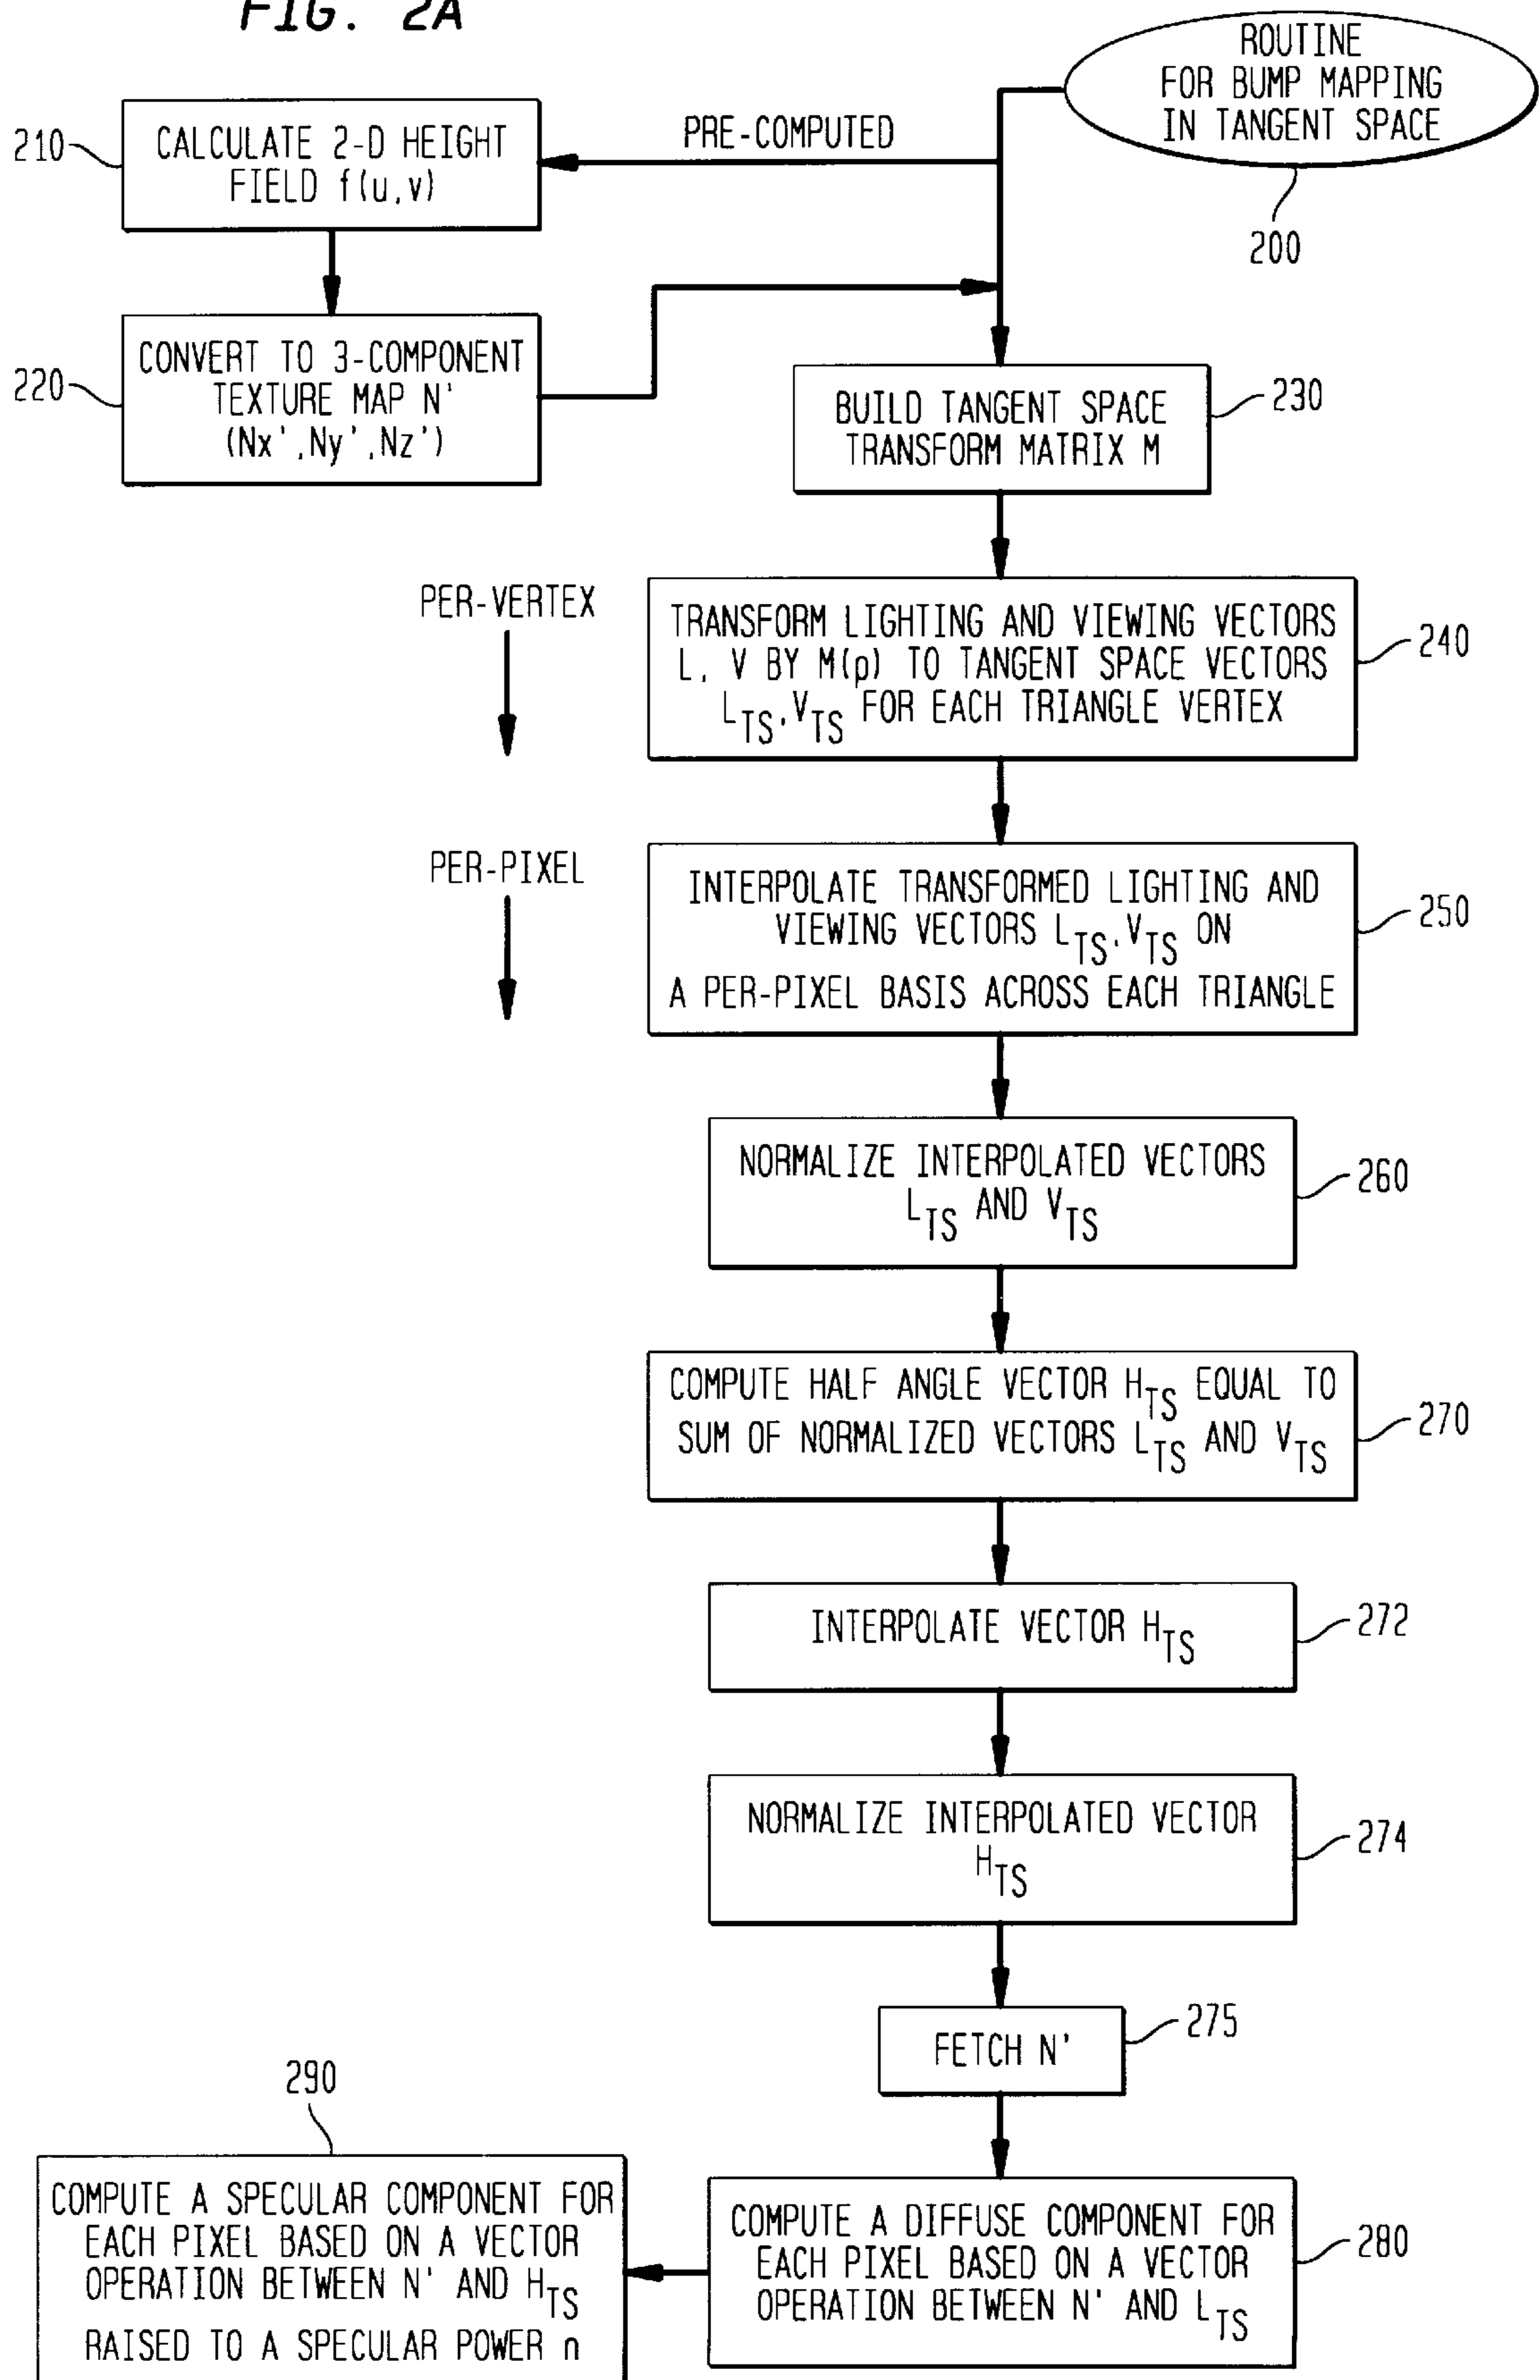 FIG. 2A
ROUTINE
FOR BUMP MAPPING
IN TANGENT SPACE
200
PRE-COMPUTED
210
CALCULATE 2-D HEIGHT
FIELD f(u,v)
220
CONVERT TO 3-COMPONENT
TEXTURE MAP N'
(Nx',Ny',Nz')
BUILD TANGENT SPACE
TRANSFORM MATRIX M
230
PER-VERTEX
TRANSFORM LIGHTING AND VIEWING VECTORS
L, V BY M(p) TO TANGENT SPACE VECTORS
LTS,VTS FOR EACH TRIANGLE VERTEX
240
PER-PIXEL
INTERPOLATE TRANSFORMED LIGHTING AND
VIEWING VECTORS LTS,VTS ON
A PER-PIXEL BASIS ACROSS EACH TRIANGLE
250
NORMALIZE INTERPOLATED VECTORS
LTS AND VTS
260
COMPUTE HALF ANGLE VECTOR HTS EQUAL TO
SUM OF NORMALIZED VECTORS LTS AND VTS
270
INTERPOLATE VECTOR HTS
272
NORMALIZE INTERPOLATED VECTOR
HTS
274
FETCH N'
275
COMPUTE A DIFFUSE COMPONENT FOR
EACH PIXEL BASED ON A VECTOR
OPERATION BETWEEN N' AND LTS
280
290
COMPUTE A SPECULAR COMPONENT FOR
EACH PIXEL BASED ON A VECTOR
OPERATION BETWEEN N' AND HTS
RAISED TO A SPECULAR POWER n